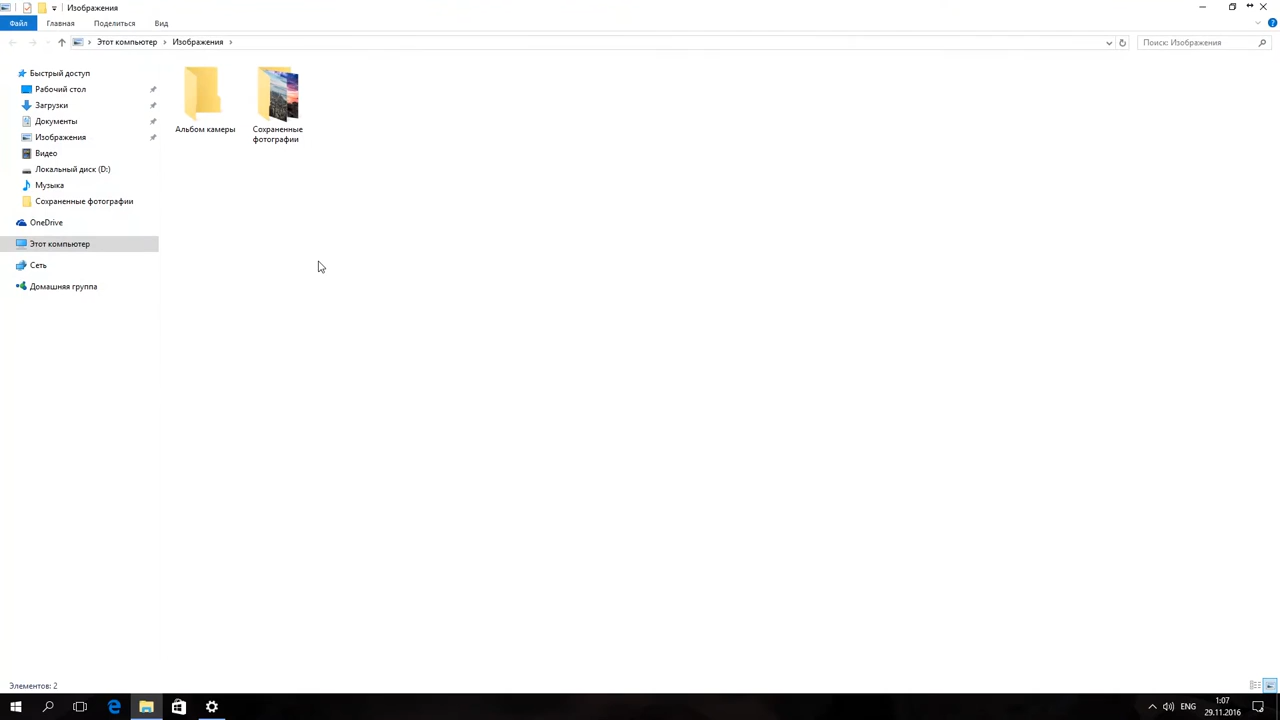 Изображения
Файл
Главная
Поделиться
Вид
Этот компьютер
Изображения
Поиск: Изображения
Быстрый доступ
Рабочий стол
Загрузки
Документы
Изображения
Видео
Локальный диск (D:)
Музыка
Сохраненные фотографии
OneDrive
Этот компьютер
Сеть
Домашняя группа
Альбом камеры
Сохраненные
фотографии
Элементов: 2
ENG
1:07
29.11.2016